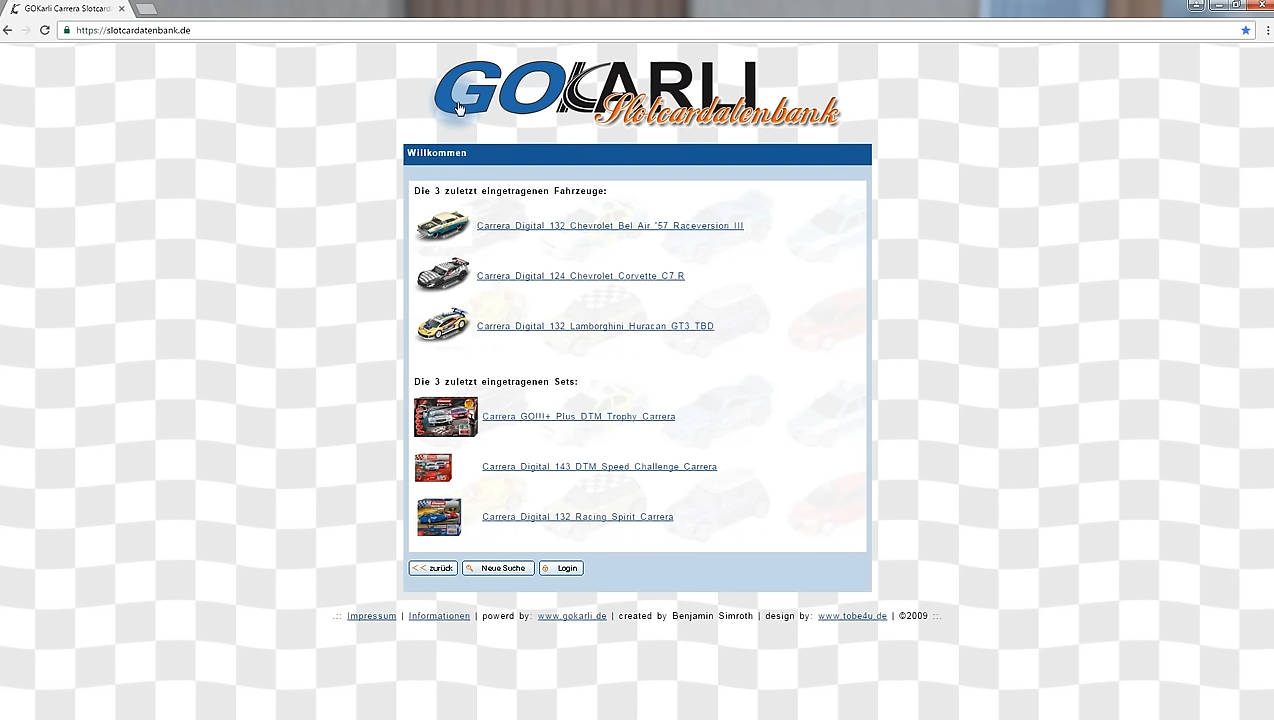 GOKarli Carrera Slotcard
https://slotcardatenbank.de
GOKARLI
Slotcardatenbank
Willkommen
Die 3 zuletzt eingetragenen Fahrzeuge:
Carrera Digital 132 Chevrolet Bel Air '57 Raceversion III
Carrera Digital 124 Chevrolet Corvette C7.R
Carrera Digital 132 Lamborghini Huracan GT3 TBD
Die 3 zuletzt eingetragenen Sets:
Carrera GO!!!+ Plus DTM Trophy Carrera
Carrera Digital 143 DTM Speed Challenge Carrera
Carrera Digital 132 Racing Spirit Carrera
<< zurück Neue Suche Login
.:: Impressum | Informationen | powerd by: www.gokarli.de | created by Benjamin Simroth | design by: www.tobe4u.de | ©2009 ::.